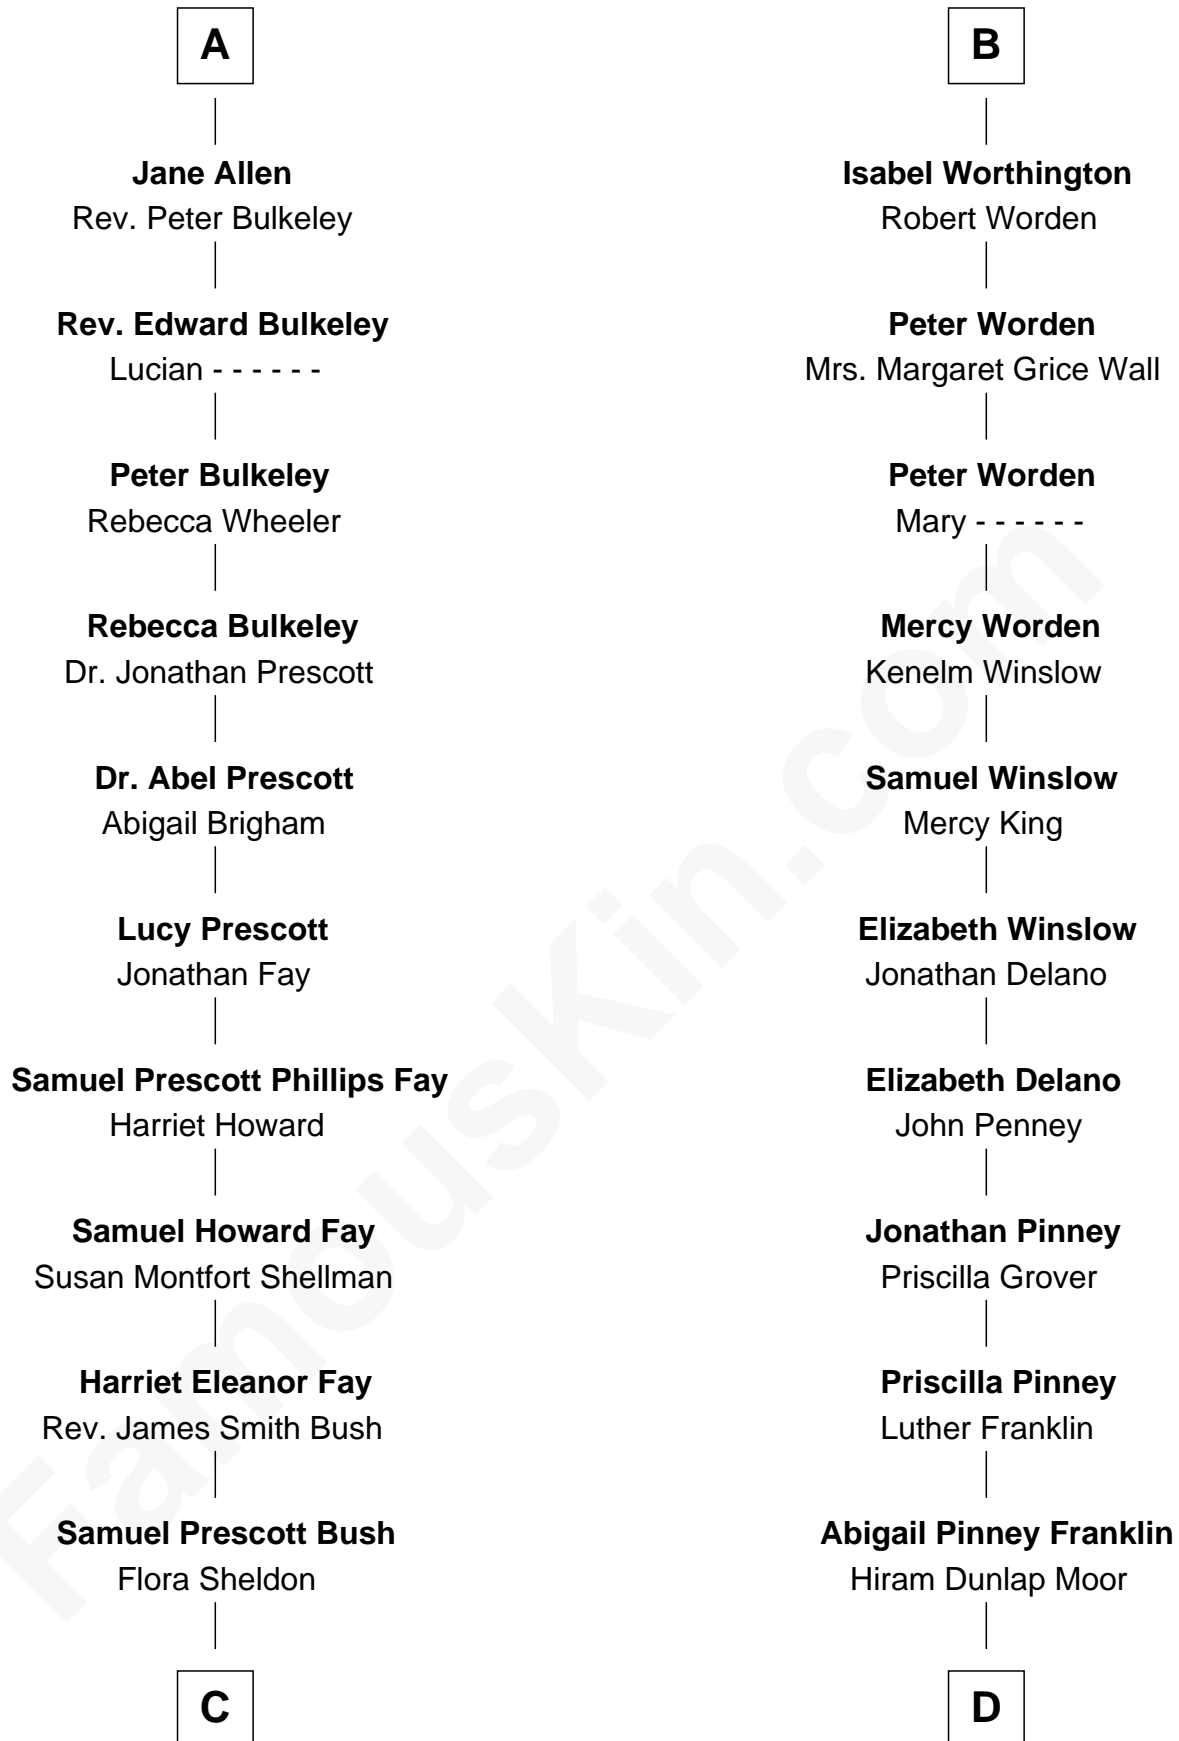 A
Jane Allen
Rev. Peter Bulkeley
Rev. Edward Bulkeley
Lucian - - - - - -
Peter Bulkeley
Rebecca Wheeler
Rebecca Bulkeley
Dr. Jonathan Prescott
Dr. Abel Prescott
Abigail Brigham
Lucy Prescott
Jonathan Fay
Samuel Prescott Phillips Fay
Harriet Howard
Samuel Howard Fay
Susan Montfort Shellman
Harriet Eleanor Fay
Rev. James Smith Bush
Samuel Prescott Bush
Flora Sheldon
C
B
Isabel Worthington
Robert Worden
Peter Worden
Mrs. Margaret Grice Wall
Peter Worden
Mary - - - - - -
Mercy Worden
Kenelm Winslow
Samuel Winslow
Mercy King
Elizabeth Winslow
Jonathan Delano
Elizabeth Delano
John Penney
Jonathan Pinney
Priscilla Grover
Priscilla Pinney
Luther Franklin
Abigail Pinney Franklin
Hiram Dunlap Moor
D
FamousKin.com